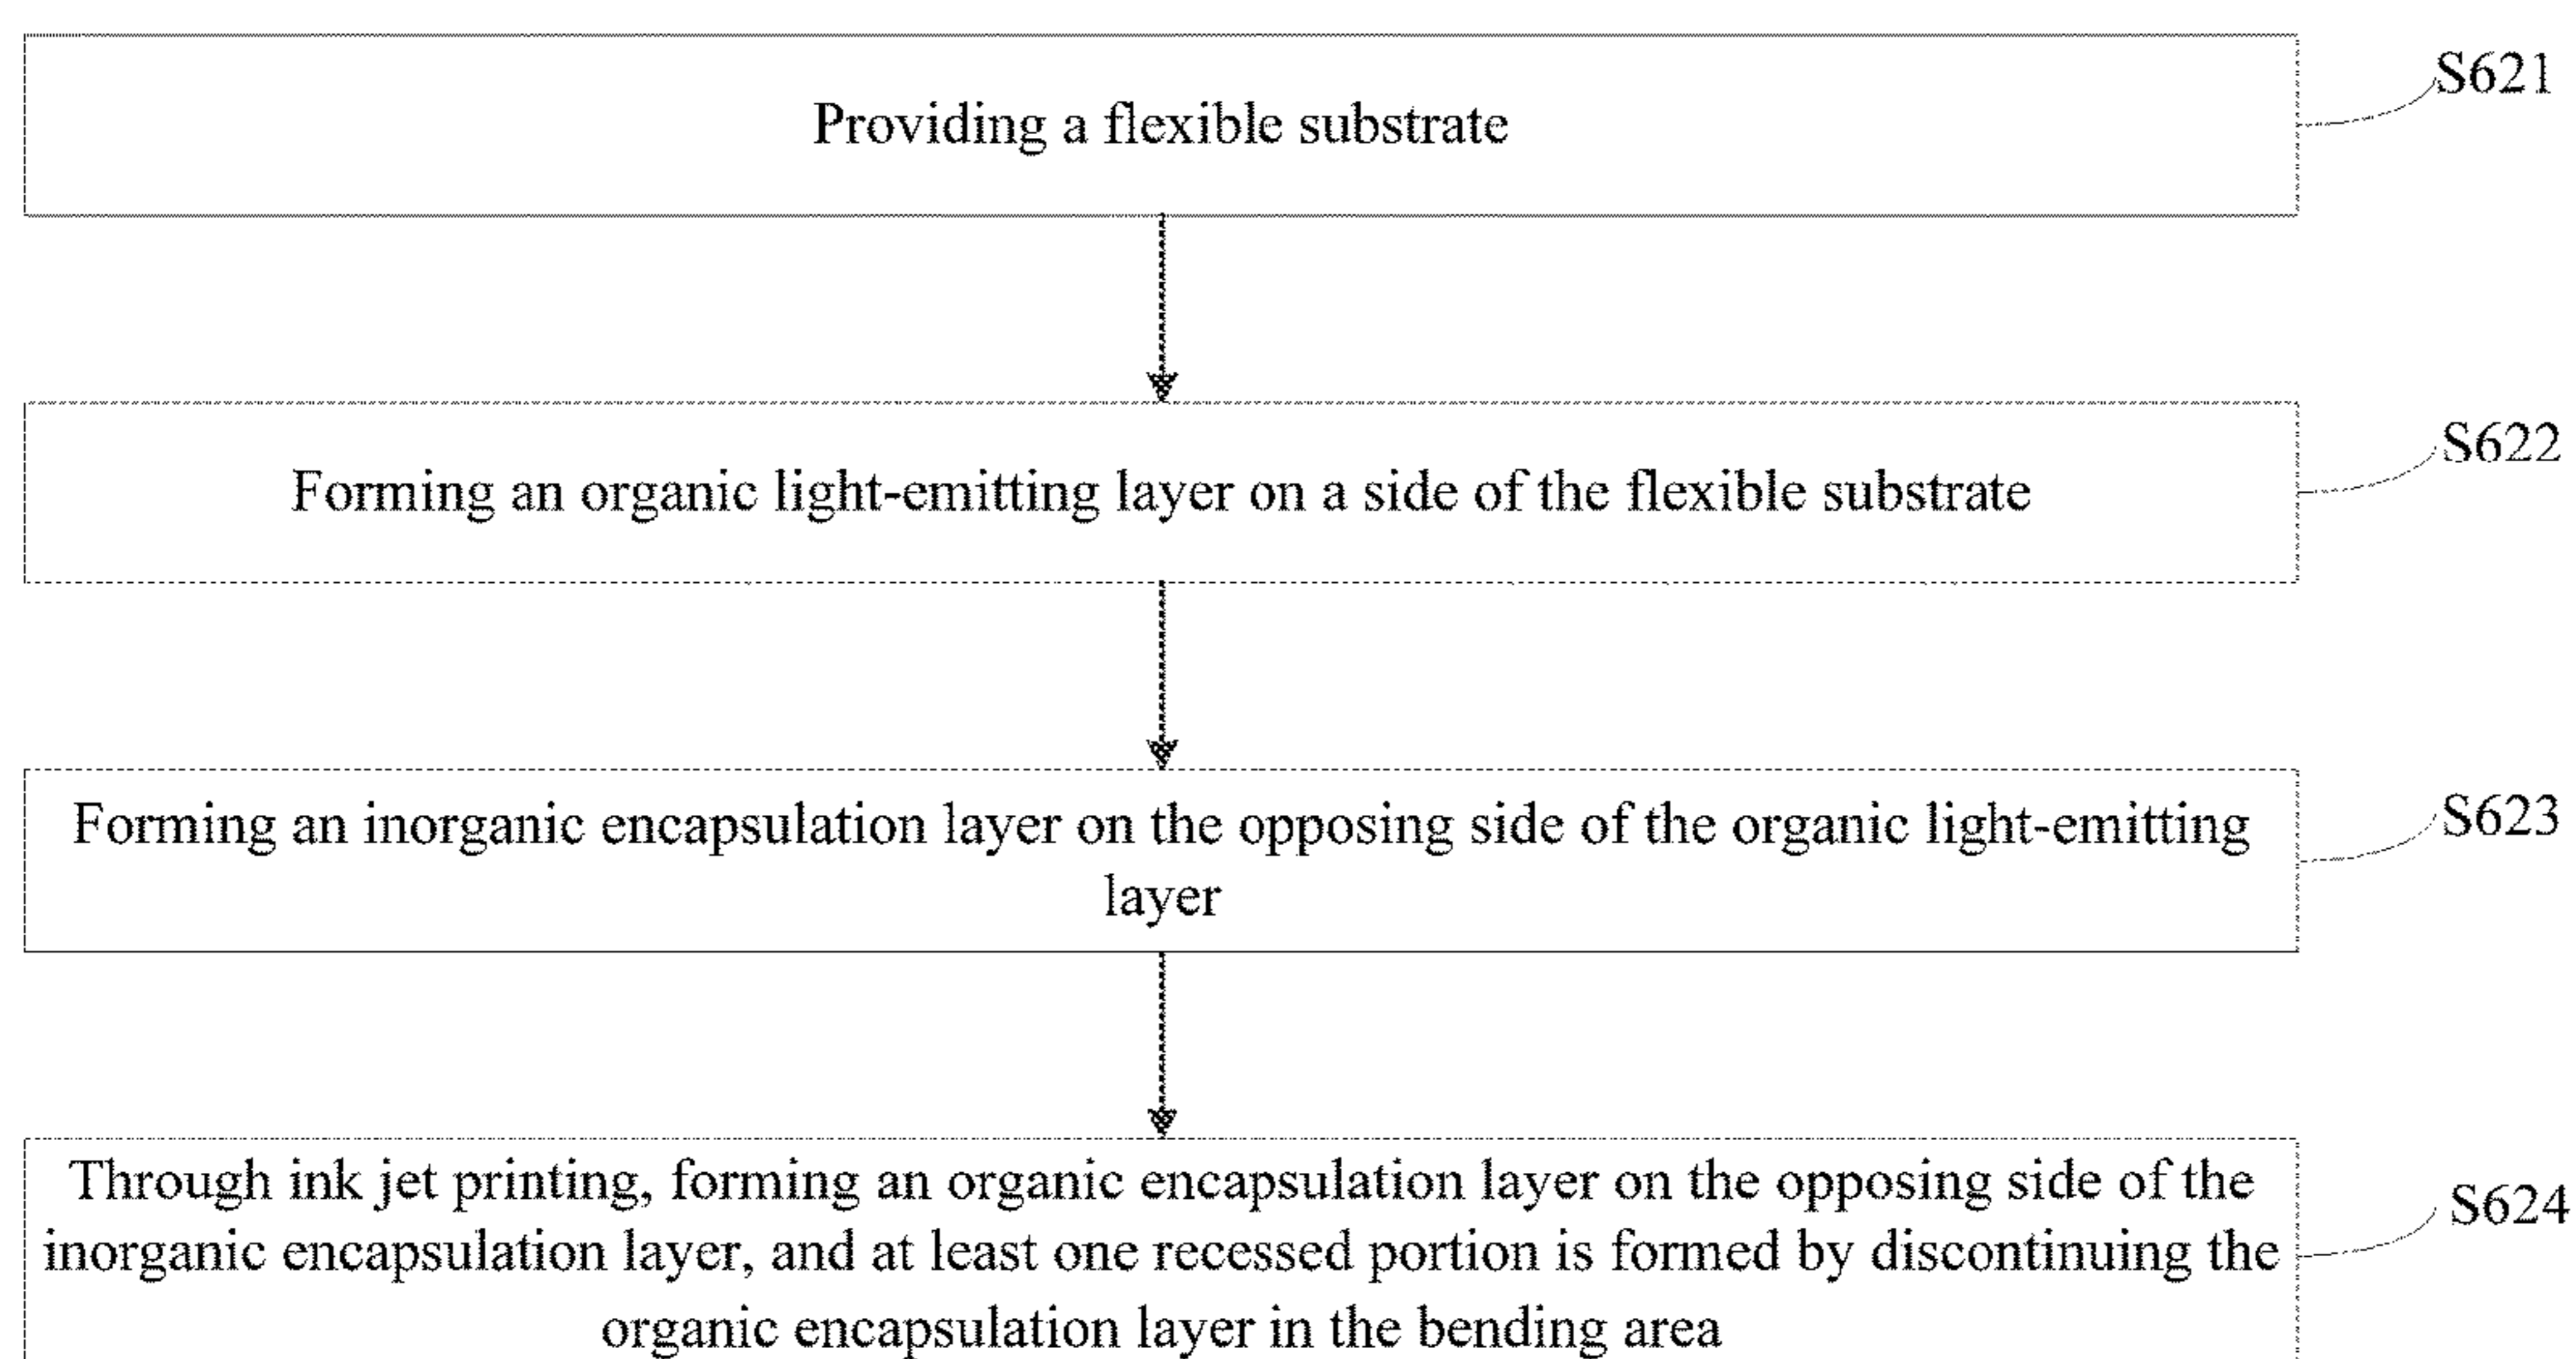 Providing a flexible substrate
S621
Forming an organic light-emitting layer on a side of the flexible substrate
S622
Forming an inorganic encapsulation layer on the opposing side of the organic light-emitting
layer
S623
Through ink jet printing, forming an organic encapsulation layer on the opposing side of the
inorganic encapsulation layer, and at least one recessed portion is formed by discontinuing the
organic encapsulation layer in the bending area
S624